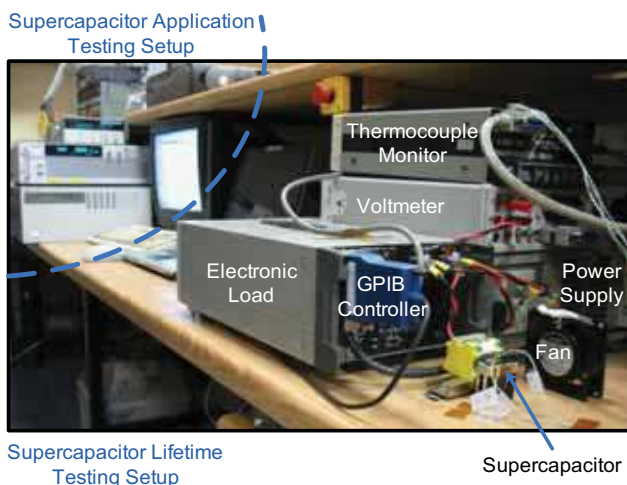 Supercapacitor Application
Testing Setup
Thermocouple
Monitor
Voltmeter
Electronic
Load
GPIB
Controller
Power
Supply
Fan
Supercapacitor Lifetime
Testing Setup
Supercapacitor